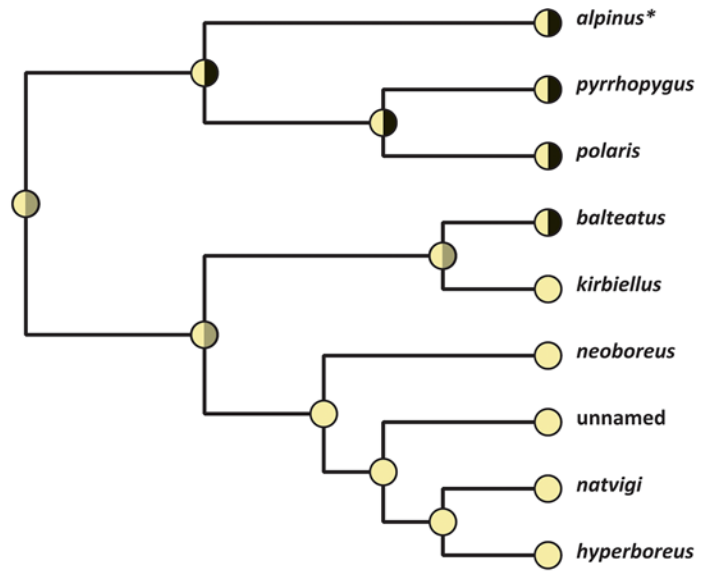 alpinus*
pyrrhopygus
polaris
balteatus
kirbiellus
neoboreus
unnamed
natvigi
hyperboreus